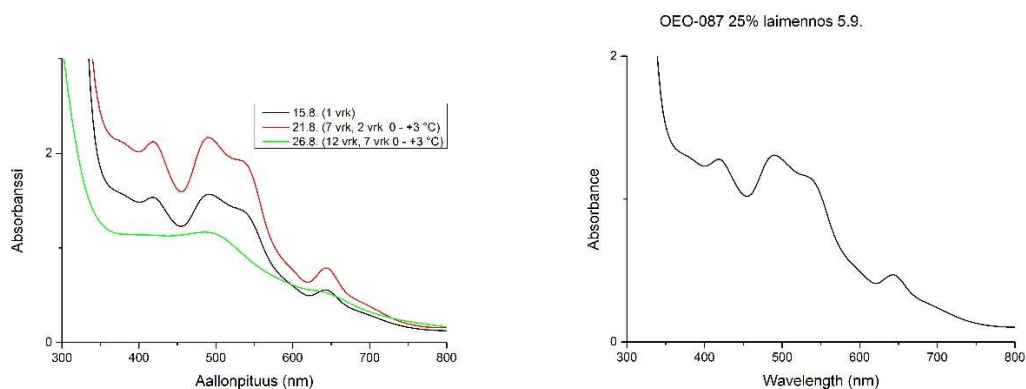 OEO-087 25% laimennos 5.9.
15.8. (1 vrk)
21.8. (7 vrk, 2 vrk 0 - +3 °C)
26.8. (12 vrk, 7 vrk 0 - +3 °C)
Absorbanssi
2
0
300 400 500 600 700 800
Aallonpituus (nm)
Absorbance
2
0
300 400 500 600 700 800
Wavelength (nm)